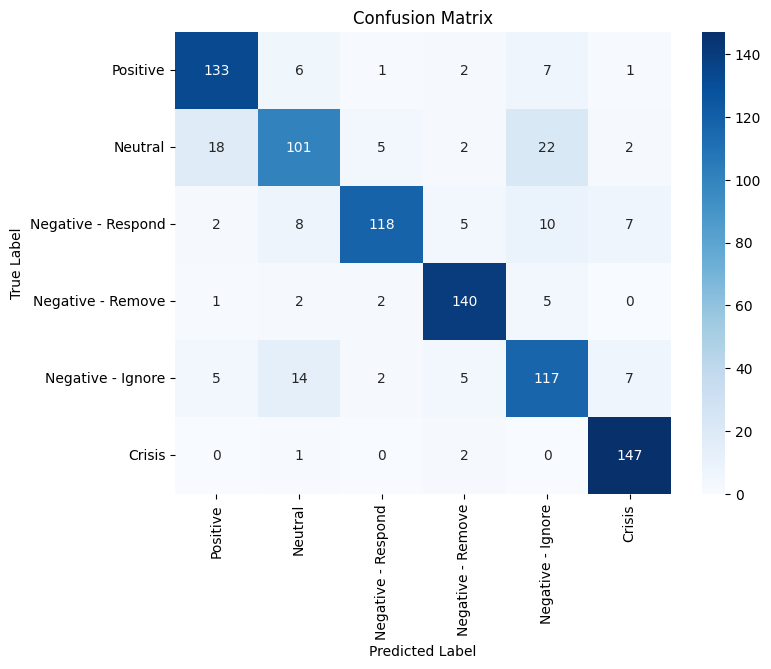 Confusion Matrix
True Label
Positive 133 6 1 2 7 1
Neutral 18 101 5 2 22 2
Negative - Respond 2 8 118 5 10 7
Negative - Remove 1 2 2 140 5 0
Negative - Ignore 5 14 2 5 117 7
Crisis 0 1 0 2 0 147
Positive
Neutral
Negative - Respond
Negative - Remove
Negative - Ignore
Crisis
Predicted Label
140
120
100
80
60
40
20
0